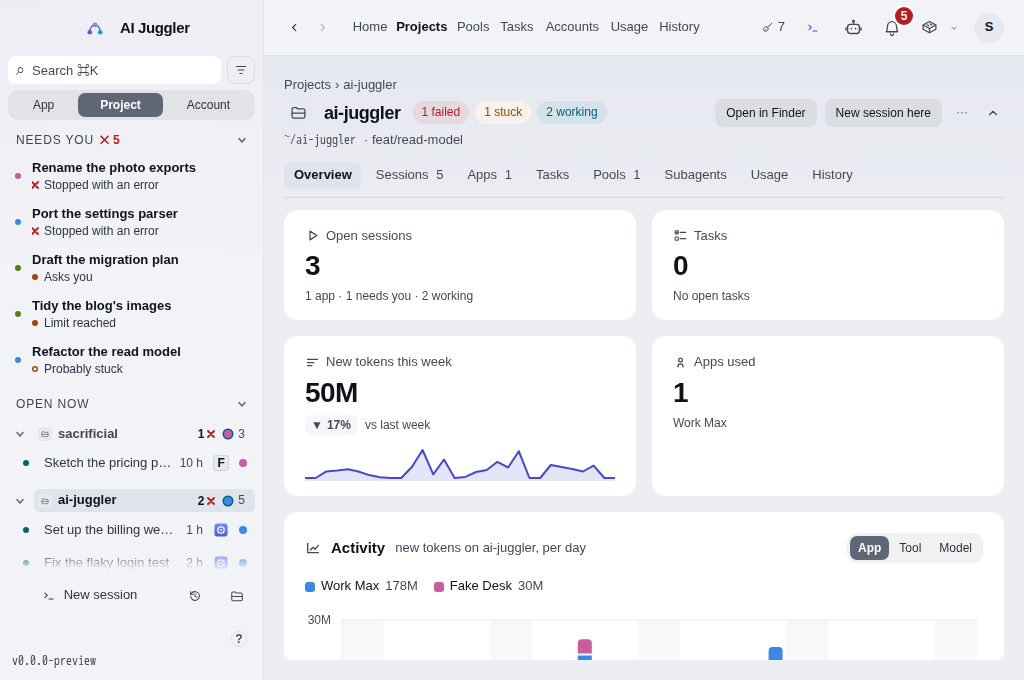 AI Juggler
Search ⌘K
App Project Account
NEEDS YOU 5
Rename the photo exports
Stopped with an error
Port the settings parser
Stopped with an error
Draft the migration plan
Asks you
Tidy the blog's images
Limit reached
Refactor the read model
Probably stuck
OPEN NOW
sacrificial 1 3
Sketch the pricing p… 10 h F
ai-juggler 2 5
Set up the billing we… 1 h
Fix the flaky login test 2 h
New session
?
v0.0.0-preview
Home Projects Pools Tasks Accounts Usage History 7 5 S
Projects › ai-juggler
ai-juggler 1 failed 1 stuck 2 working Open in Finder New session here ···
~/ai-juggler · feat/read-model
Overview Sessions 5 Apps 1 Tasks Pools 1 Subagents Usage History
Open sessions
3
1 app · 1 needs you · 2 working
Tasks
0
No open tasks
New tokens this week
50M
▼ 17% vs last week
Apps used
1
Work Max
Activity new tokens on ai-juggler, per day App Tool Model
Work Max 178M Fake Desk 30M
30M